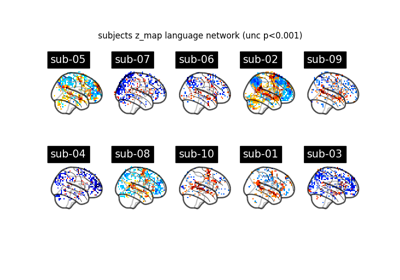 subjects z_map language network (unc p<0.001)
sub-05 sub-07 sub-06 sub-02 sub-09
sub-04 sub-08 sub-10 sub-01 sub-03